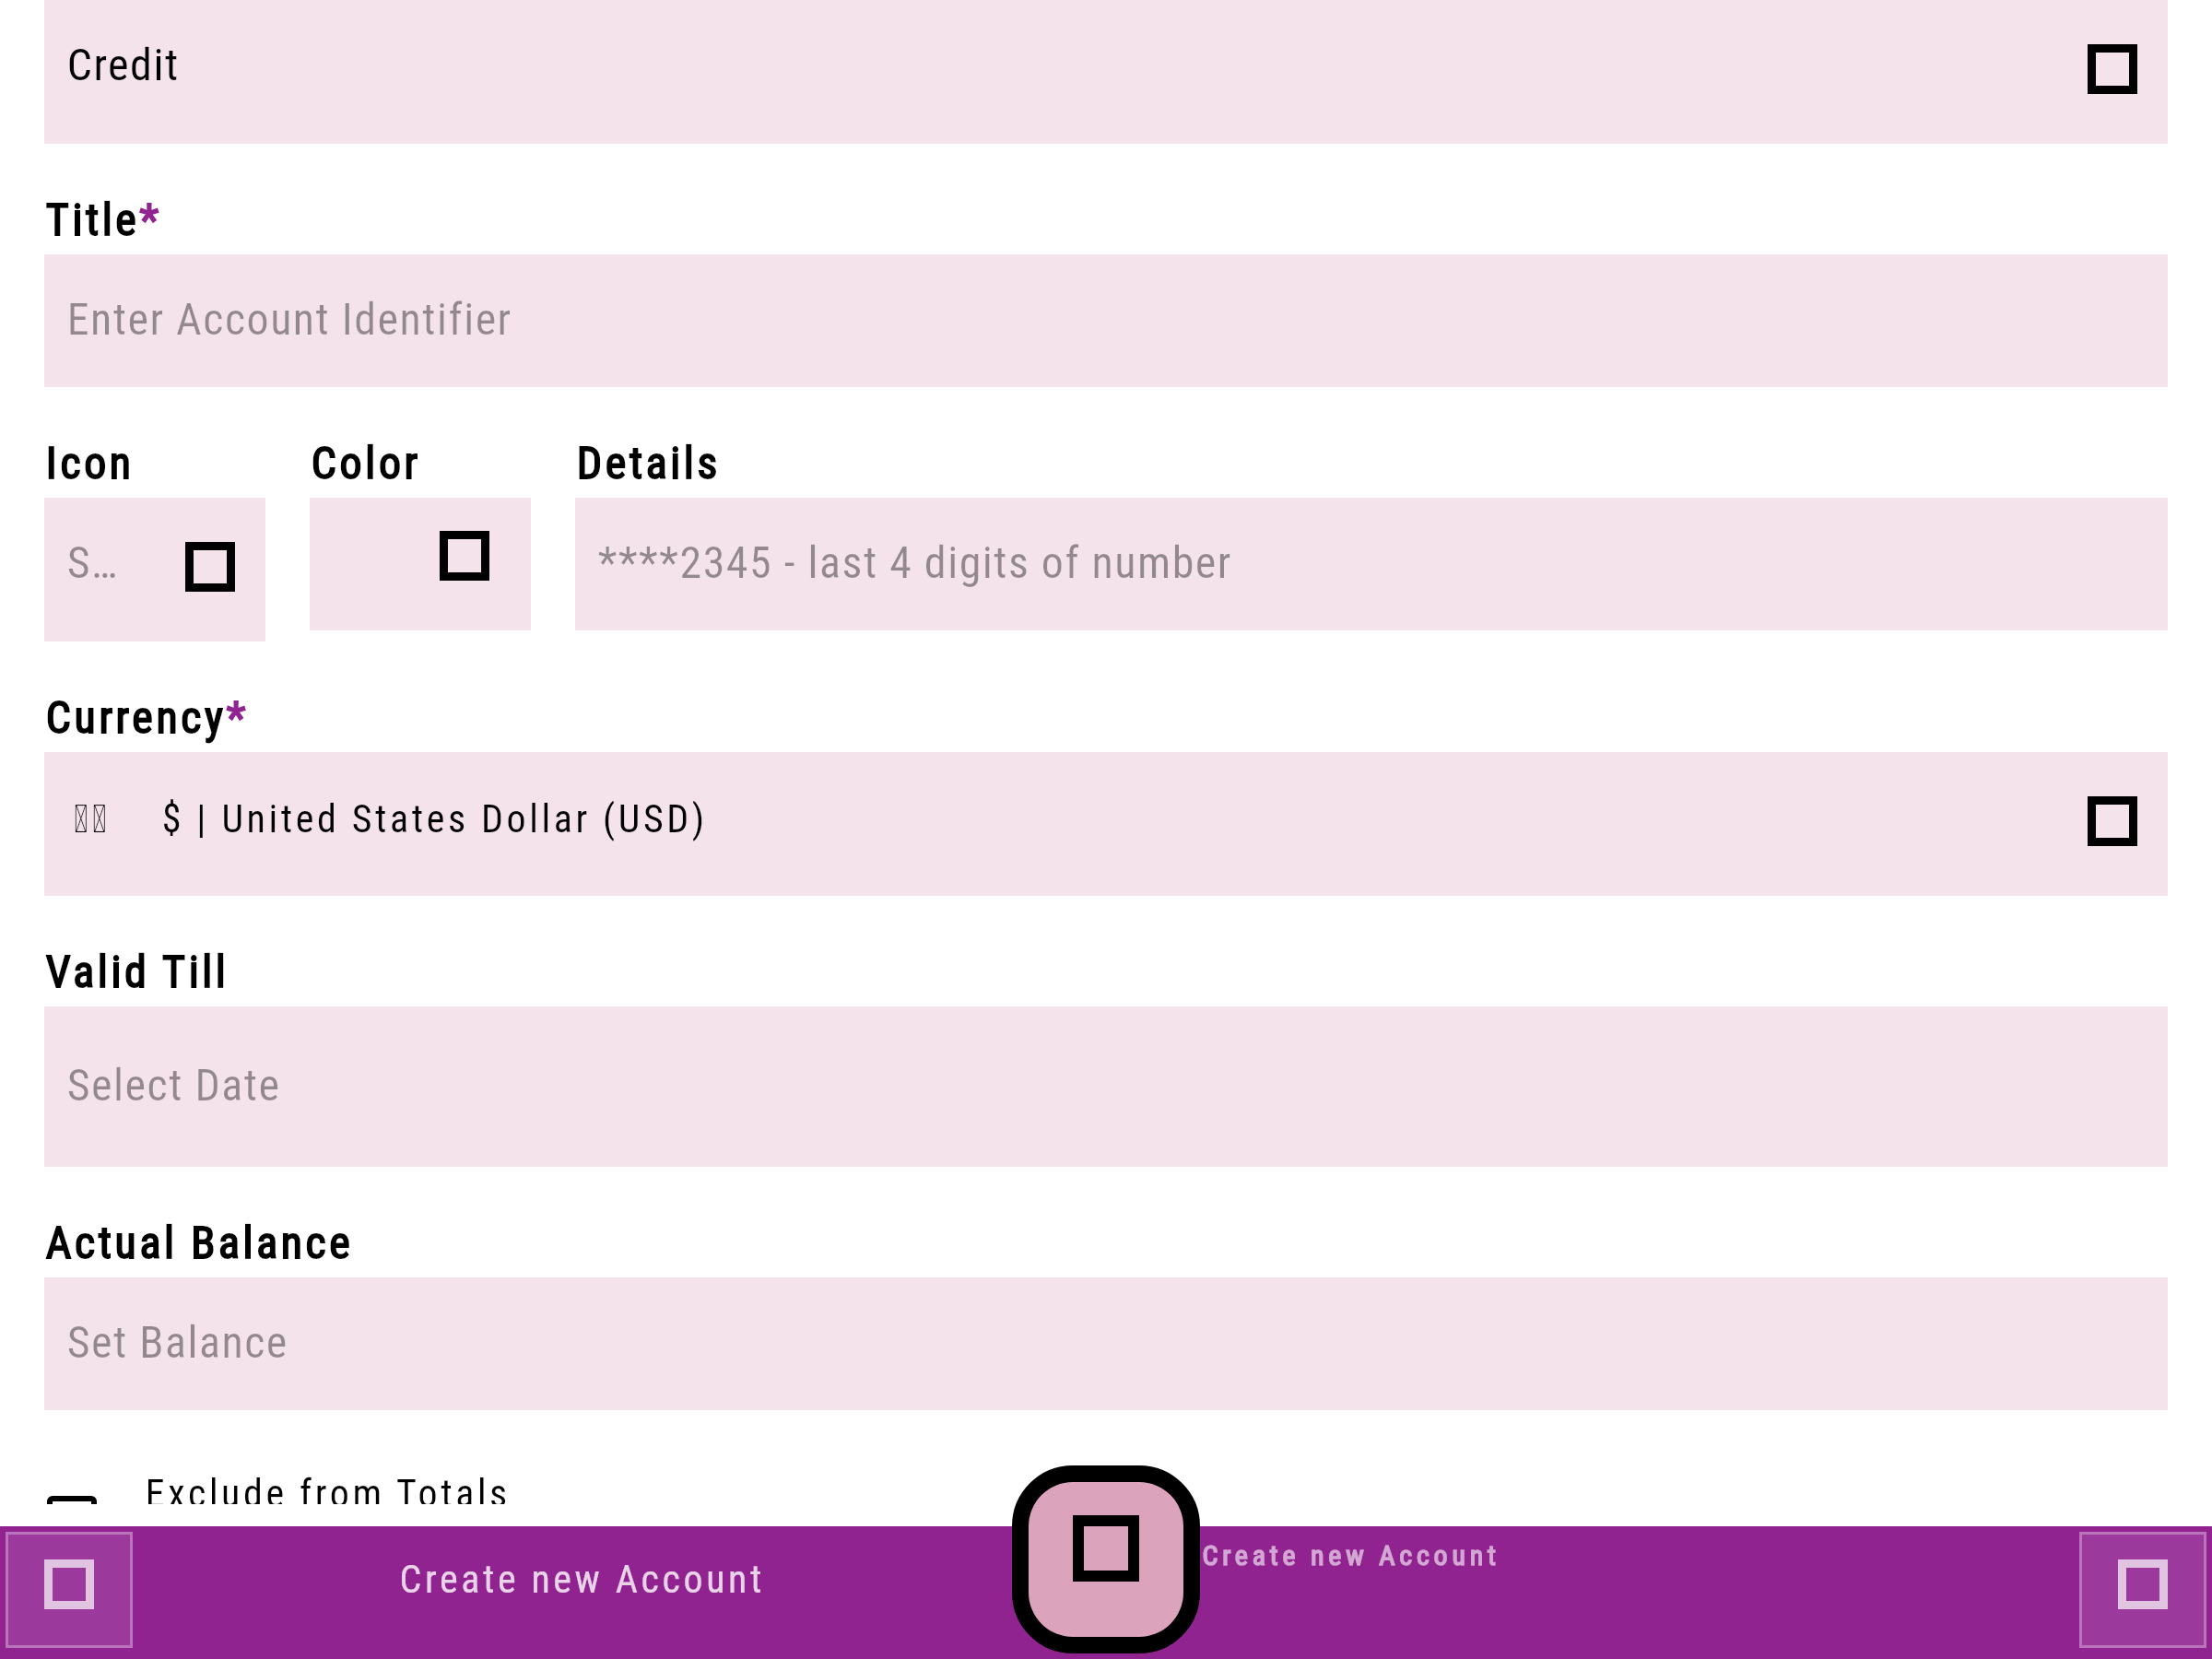 Credit
Title*
Enter Account Identifier
Icon Color Details
S… ****2345 - last 4 digits of number
Currency*
$ | United States Dollar (USD)
Valid Till
Select Date
Actual Balance
Set Balance
Exclude from Totals
Create new Account Create new Account